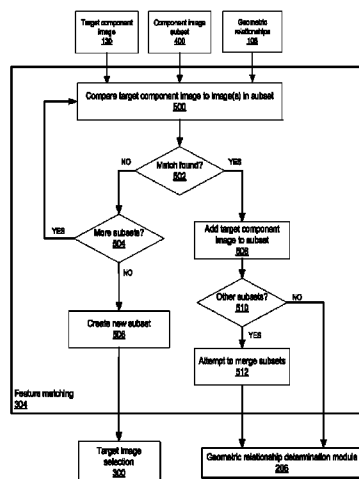 Target component
image
130
Component image
subset
400
Geometric
relationships
108
Compare target component image to image(s) in subset
500
Match found?
502
NO
YES
YES
More subsets?
504
NO
Add target component
image to subset
508
Other subsets?
510
NO
YES
Create new subset
506
Attempt to merge subsets
512
Feature matching
304
Target image
selection
300
Geometric relationship determination module
206